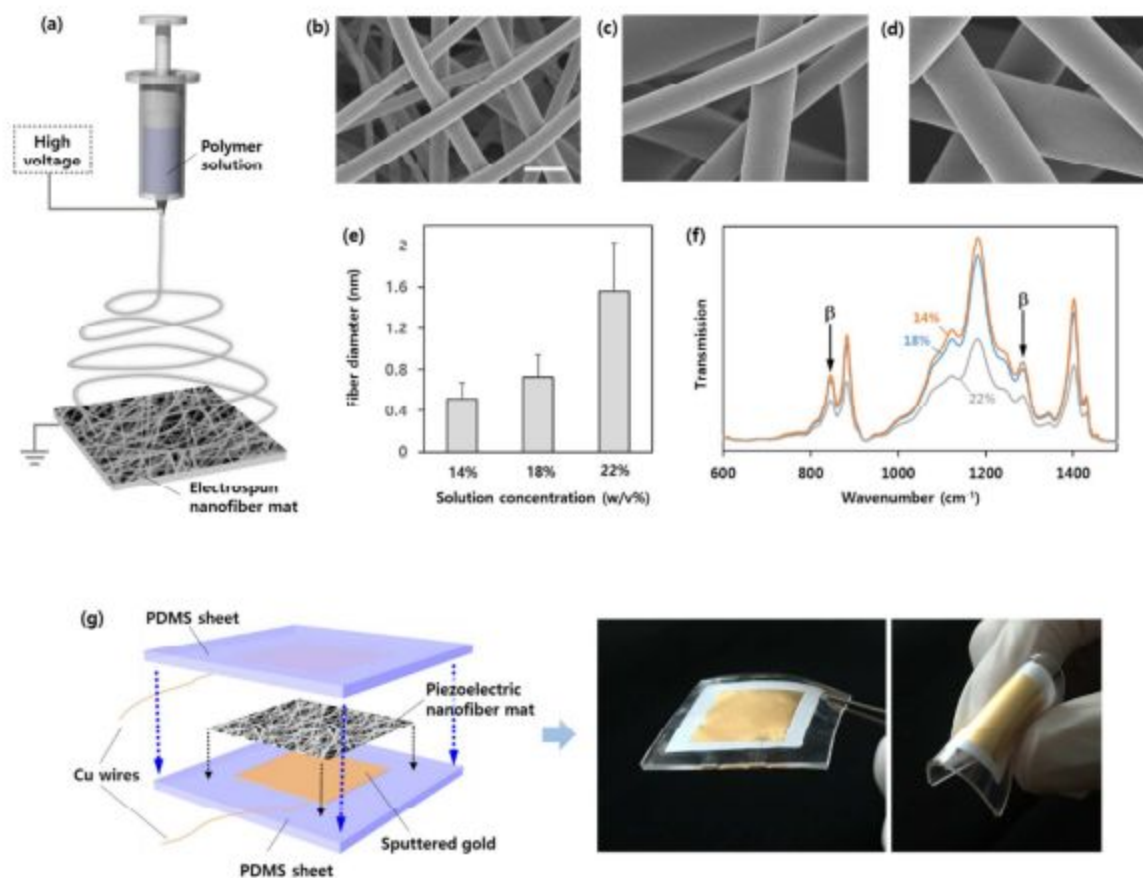 (a)
High
voltage
Polymer
solution
Electrospun
nanofiber mat
(b)
(c)
(d)
(e)
Fiber diameter (nm)
2
1.6
1.2
0.8
0.4
0
14%
18%
22%
Solution concentration (w/v%)
(f)
Transmission
β
β
14%
18%
22%
600
800
1000
1200
1400
Wavenumber (cm⁻¹)
(g)
PDMS sheet
Piezoelectric
nanofiber mat
Cu wires
Sputtered gold
PDMS sheet